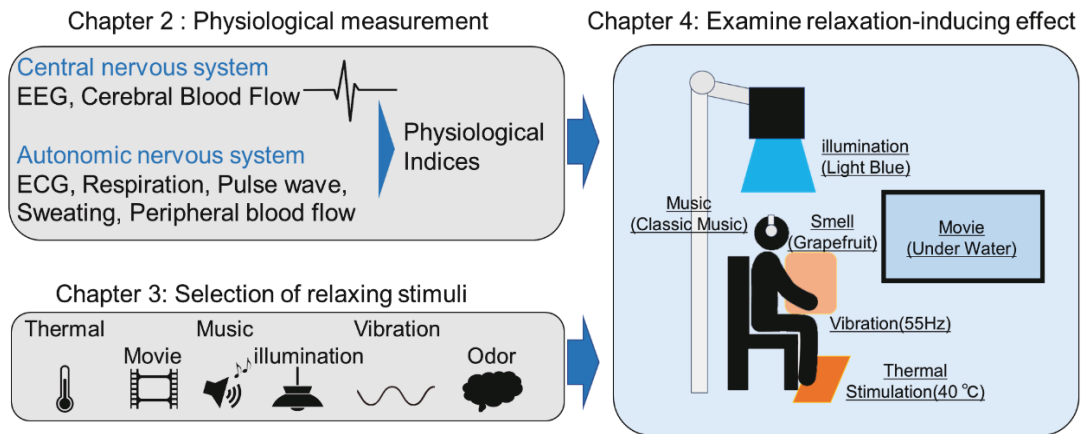 Chapter 2 : Physiological measurement
Central nervous system
EEG, Cerebral Blood Flow
Autonomic nervous system
ECG, Respiration, Pulse wave,
Sweating, Peripheral blood flow
Physiological
Indices
Chapter 3: Selection of relaxing stimuli
Thermal
Movie
Music
illumination
Vibration
Odor
Chapter 4: Examine relaxation-inducing effect
illumination
(Light Blue)
Music
(Classic Music)
Smell
(Grapefruit)
Movie
(Under Water)
Vibration(55Hz)
Thermal
Stimulation(40 ℃)